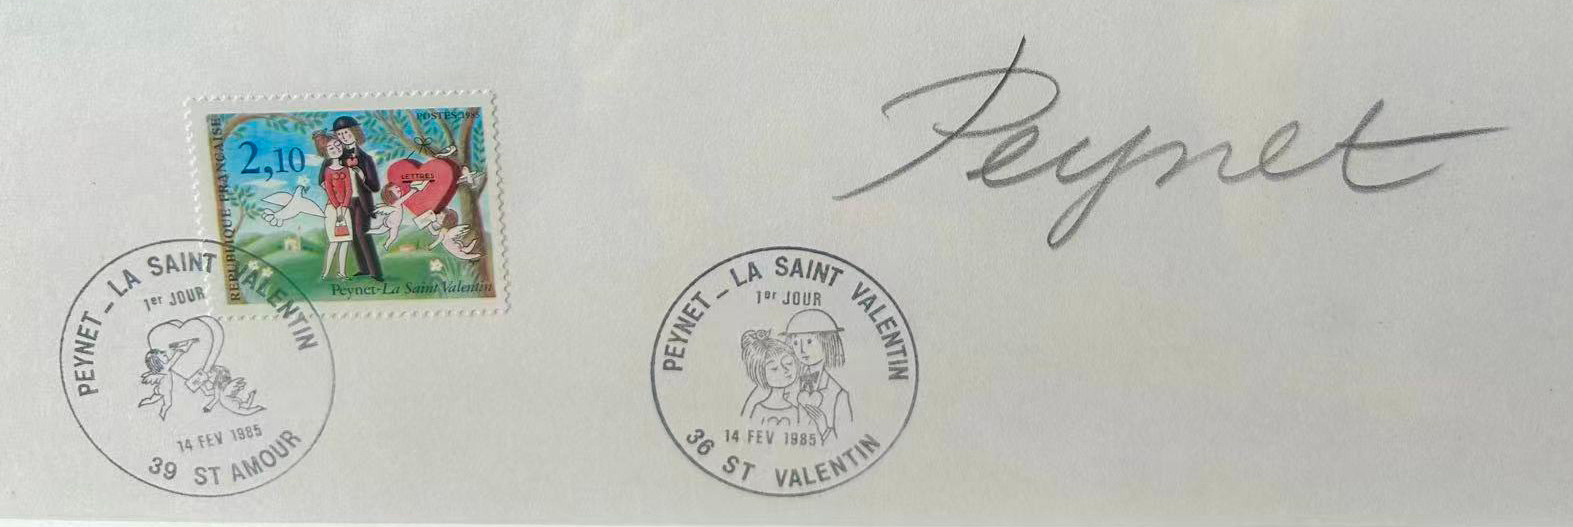 REPUBLIQUE FRANCAISE
POSTES 1985
2,10
LETTRES
Peynet-La Saint Valentin
Peynet
PEYNET - LA SAINT VALENTIN
1er JOUR
14 FEV 1985
39 ST AMOUR
PEYNET - LA SAINT VALENTIN
1er JOUR
14 FEV 1985
36 ST VALENTIN